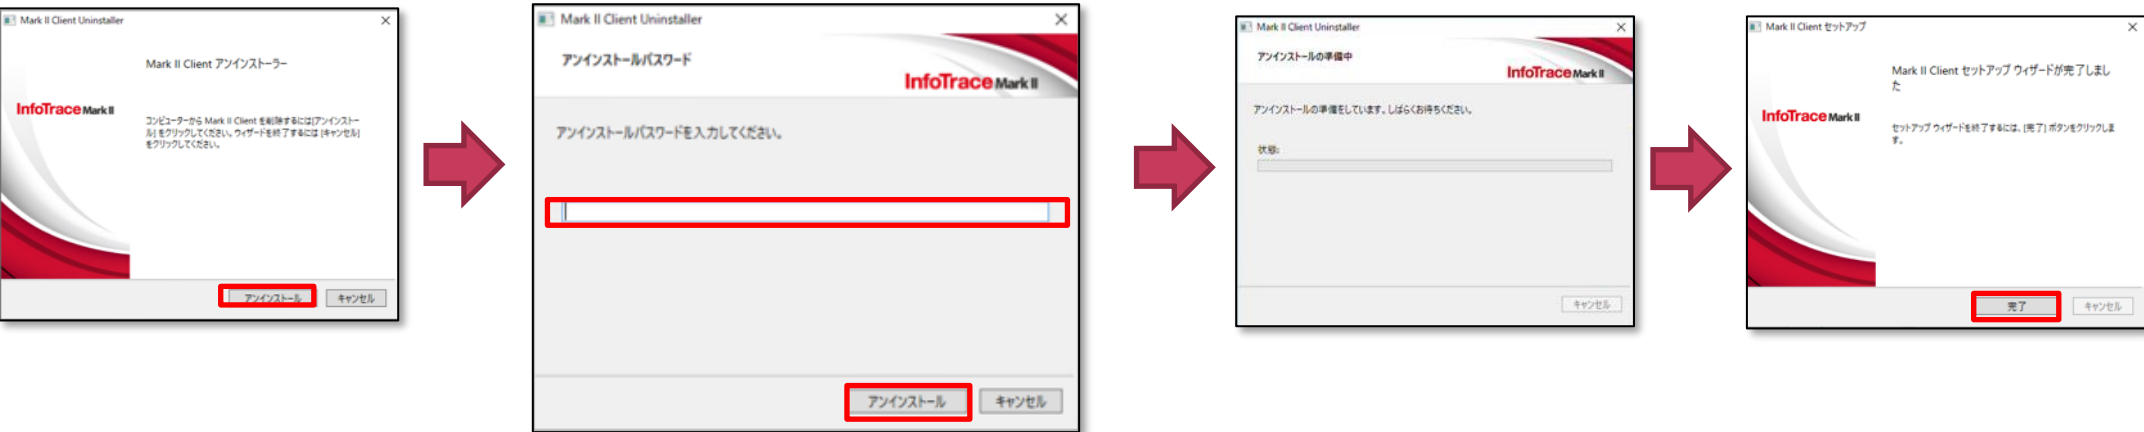 Mark II Client Uninstaller
Mark II Client アンインストーラー
InfoTrace Mark II
コンピューターから Mark II Client を削除するには[アンインストー
ル] をクリックしてください。ウィザードを終了するには [キャンセル]
をクリックしてください。
アンインストール
キャンセル
Mark II Client Uninstaller
アンインストールパスワード
InfoTrace Mark II
アンインストールパスワードを入力してください。
アンインストール
キャンセル
Mark II Client Uninstaller
アンインストールの準備中
InfoTrace Mark II
アンインストールの準備をしています。しばらくお待ちください。
状態:
キャンセル
Mark II Client セットアップ
Mark II Client セットアップ ウィザードが完了しまし
た
InfoTrace Mark II
セットアップ ウィザードを終了するには、[完了] ボタンをクリックしま
す。
完了
キャンセル